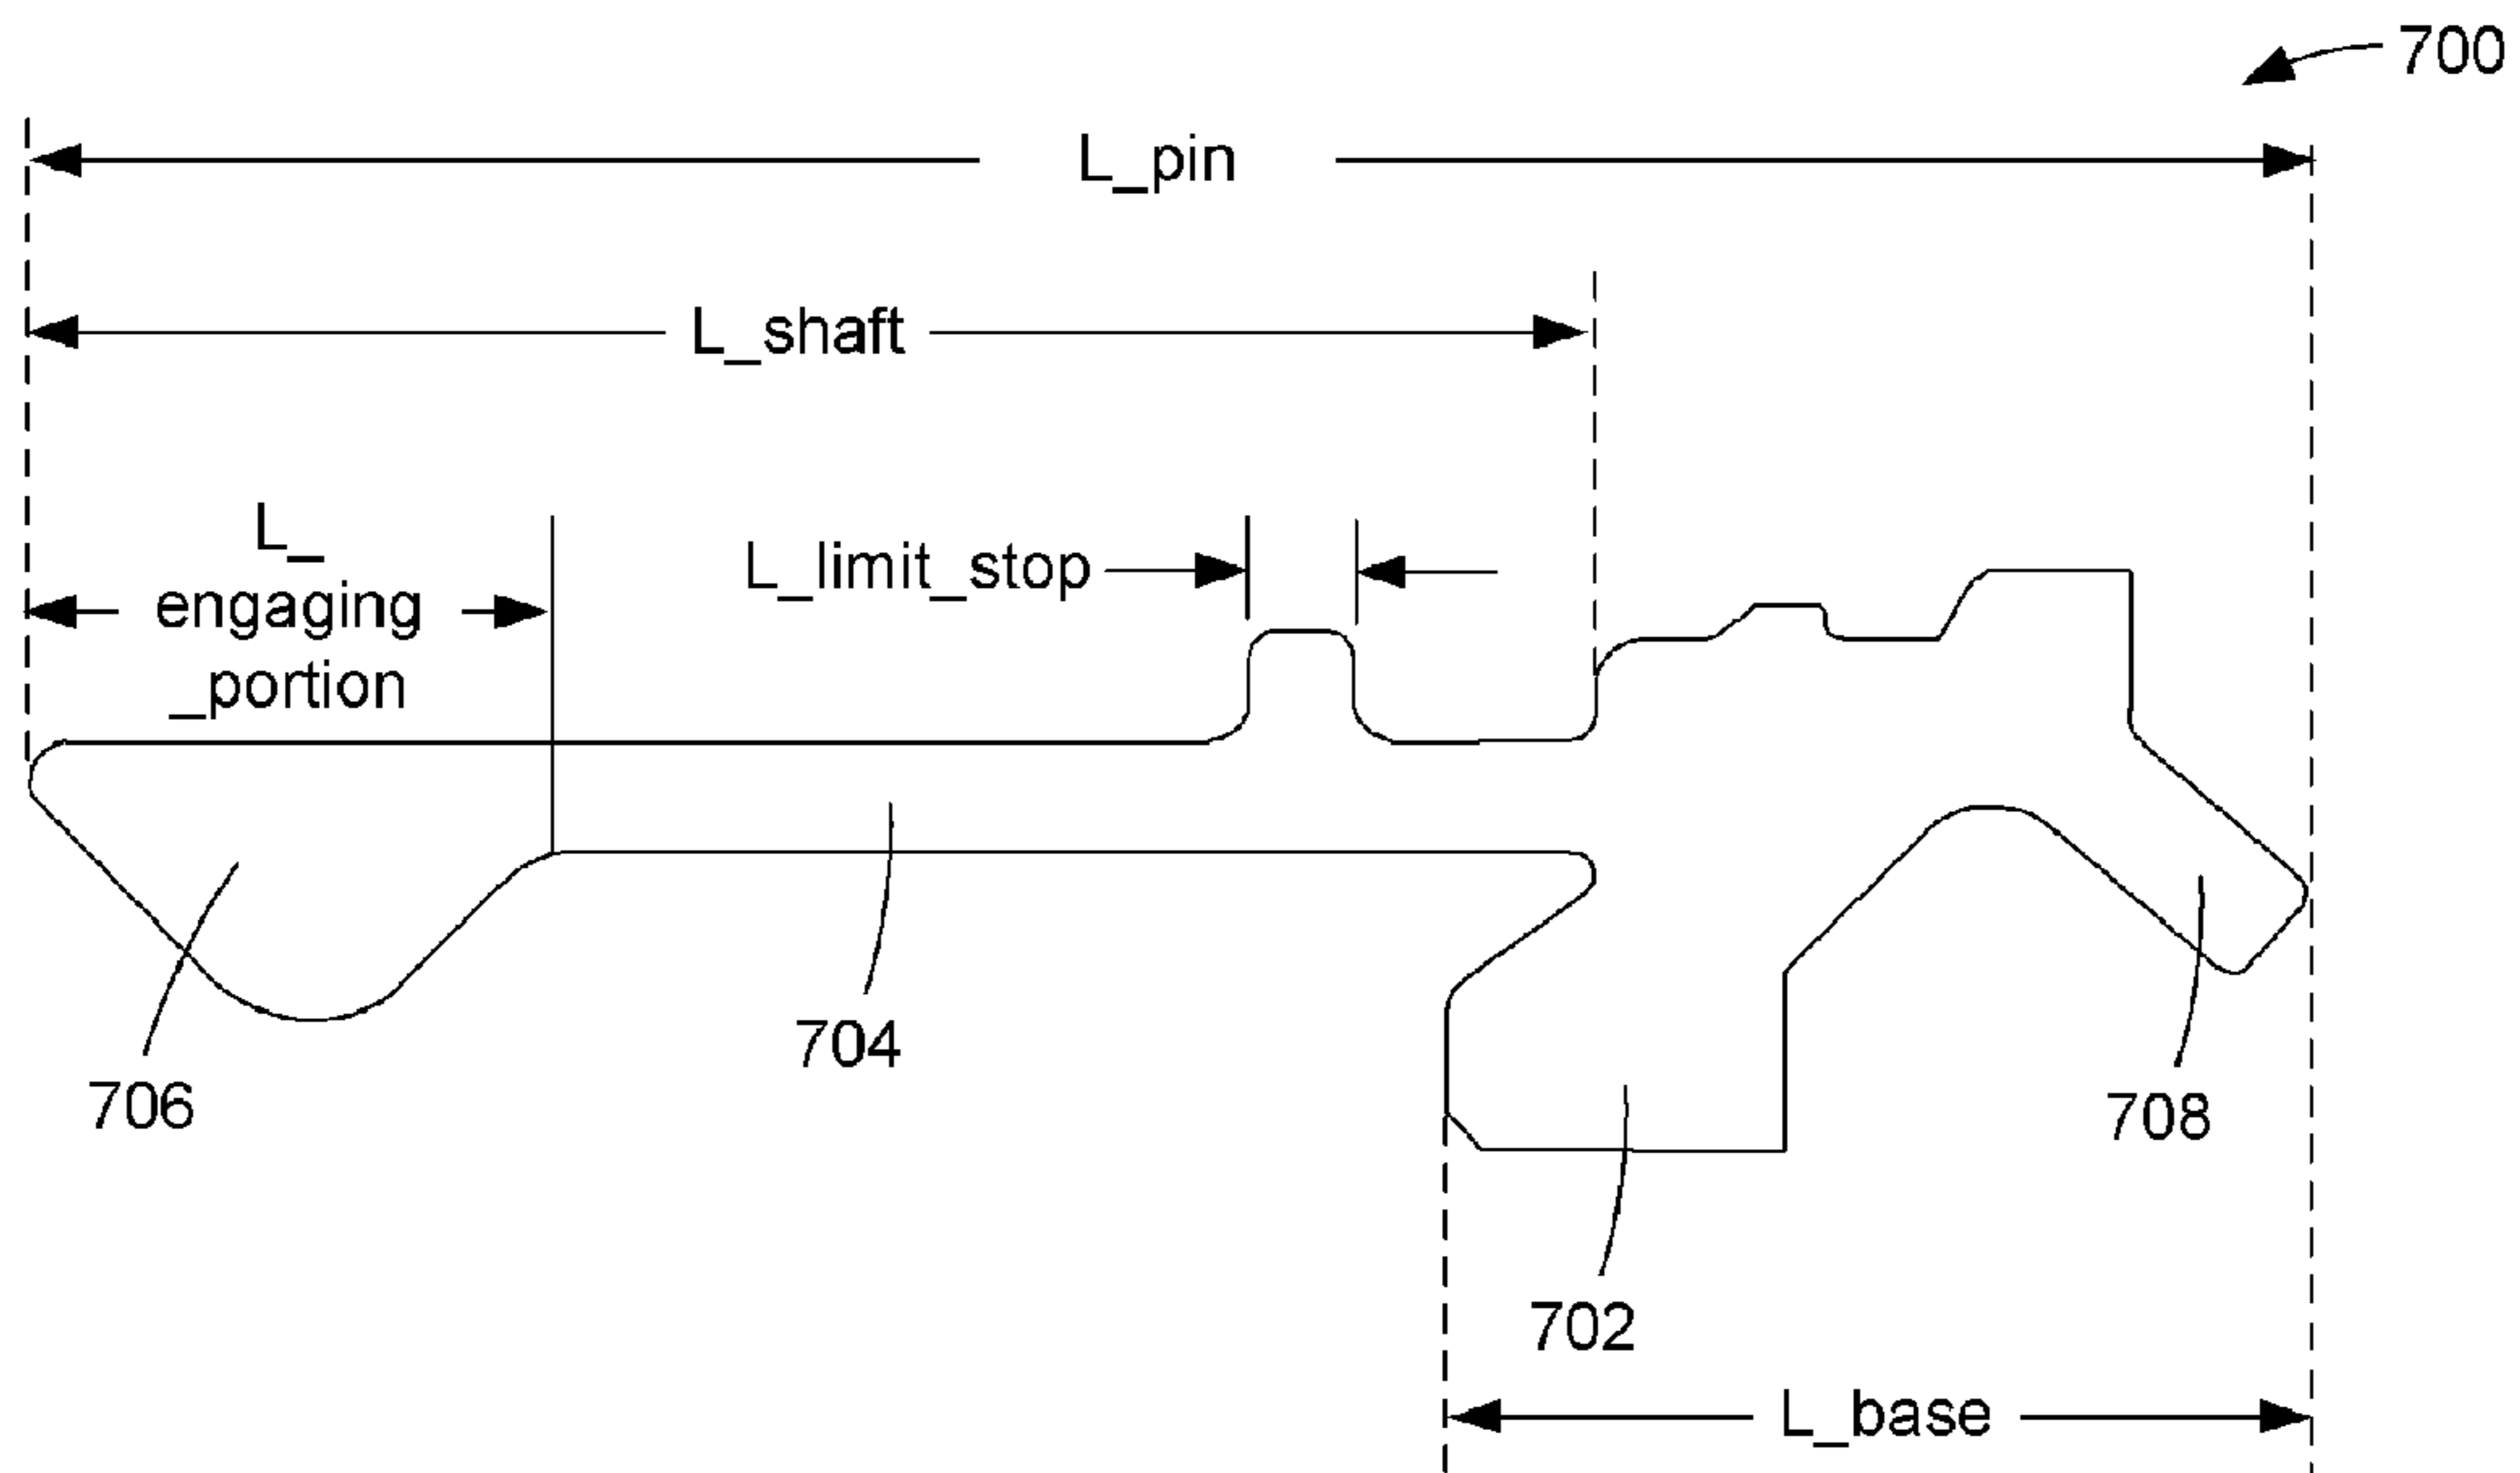 700
L_pin
L_shaft
L_
engaging
_portion
L_limit_stop
704
706
708
702
L_base